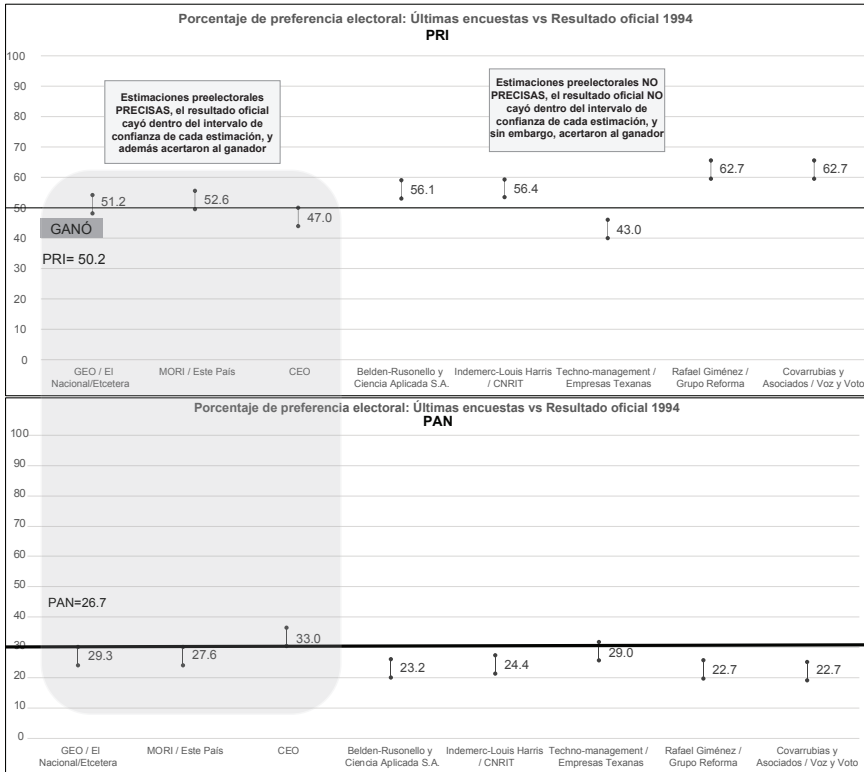 Porcentaje de preferencia electoral: Últimas encuestas vs Resultado oficial 1994
PRI
Estimaciones preelectorales
PRECISAS, el resultado oficial
cayó dentro del intervalo de
confianza de cada estimación, y
además acertaron al ganador
Estimaciones preelectorales NO
PRECISAS, el resultado oficial NO
cayó dentro del intervalo de
confianza de cada estimación, y
sin embargo, acertaron al ganador
100
90
80
70
60
50
40
30
20
10
0
51.2
52.6
47.0
56.1
56.4
43.0
62.7
62.7
GANÓ
PRI= 50.2
GEO / El
Nacional/Etcetera
MORI / Este País
CEO
Belden-Rusonello y
Ciencia Aplicada S.A.
Indemerc-Louis Harris
/ CNRIT
Techno-management /
Empresas Texanas
Rafael Giménez /
Grupo Reforma
Covarrubias y
Asociados / Voz y Voto
Porcentaje de preferencia electoral: Últimas encuestas vs Resultado oficial 1994
PAN
100
90
80
70
60
50
40
30
20
10
0
PAN=26.7
29.3
27.6
33.0
23.2
24.4
29.0
22.7
22.7
GEO / El
Nacional/Etcetera
MORI / Este País
CEO
Belden-Rusonello y
Ciencia Aplicada S.A.
Indemerc-Louis Harris
/ CNRIT
Techno-management /
Empresas Texanas
Rafael Giménez /
Grupo Reforma
Covarrubias y
Asociados / Voz y Voto